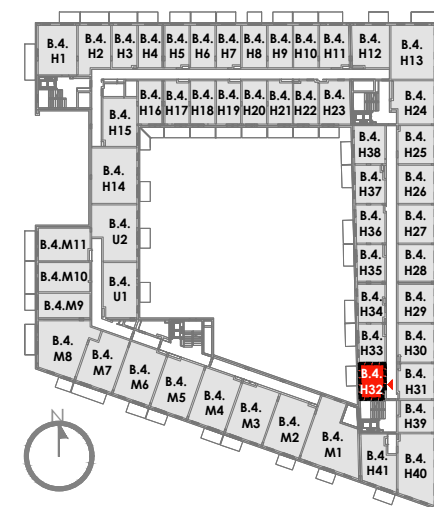 B.4.
H1
B.4.
H2
B.4.
H3
B.4.
H4
B.4.
H5
B.4.
H6
B.4.
H7
B.4.
H8
B.4.
H9
B.4.
H10
B.4.
H11
B.4.
H12
B.4.
H13
B.4.
H16
B.4.
H17
B.4.
H18
B.4.
H19
B.4.
H20
B.4.
H21
B.4.
H22
B.4.
H23
B.4.
H24
B.4.
H15
B.4.
H38
B.4.
H25
B.4.
H14
B.4.
H37
B.4.
H26
B.4.
U2
B.4.
H36
B.4.
H27
B.4.M11
B.4.
H35
B.4.
H28
B.4.M10
B.4.
U1
B.4.
H34
B.4.
H29
B.4.M9
B.4.
M8
B.4.
M7
B.4.
M6
B.4.
M5
B.4.
M4
B.4.
M3
B.4.
M2
B.4.
M1
B.4.
H33
B.4.
H30
B.4.
H32
B.4.
H31
B.4.
H39
B.4.
H41
B.4.
H40
N